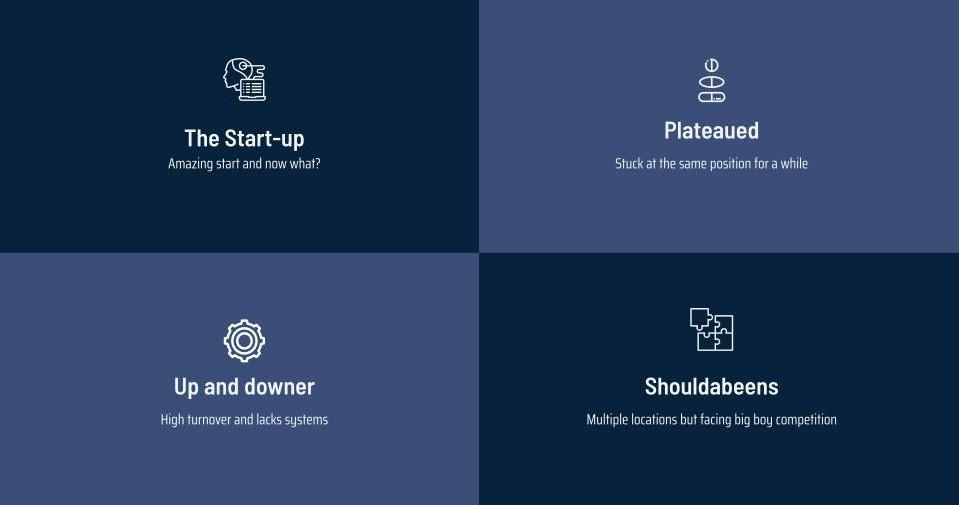 The Start-up
Amazing start and now what?
Plateaued
Stuck at the same position for a while
Up and downer
High turnover and lacks systems
Shouldabeens
Multiple locations but facing big boy competition